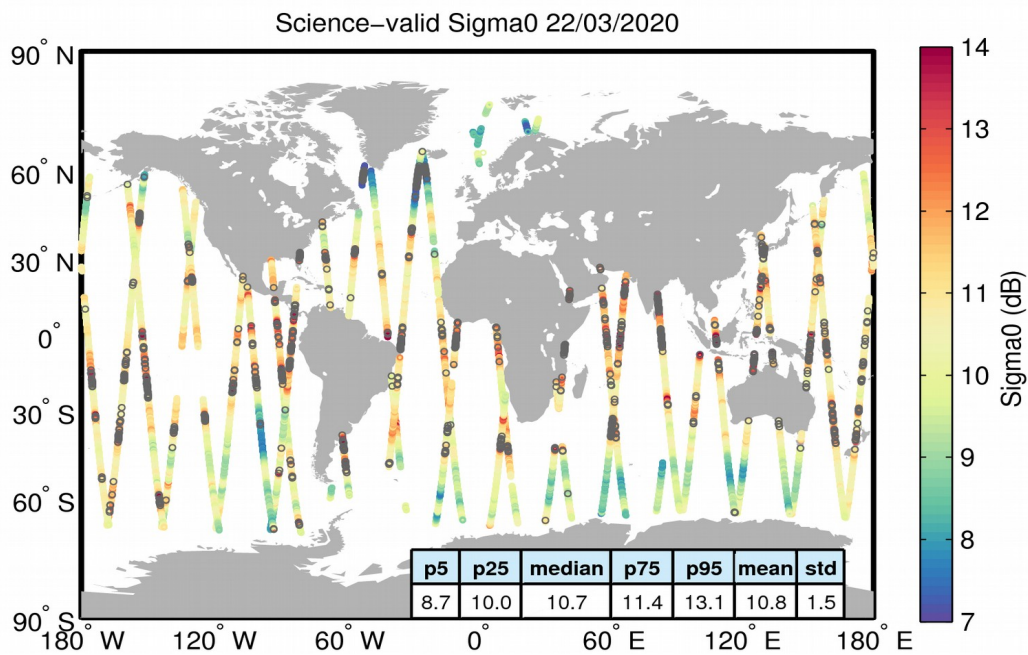 Science−valid Sigma0 22/03/2020
90° N
60° N
30° N
0°
30° S
60° S
90° S
180° W
120° W
60° W
0°
60° E
120° E
180° E
p5 p25 median p75 p95 mean std
8.7 10.0 10.7 11.4 13.1 10.8 1.5
14
13
12
11
10
9
8
7
Sigma0 (dB)